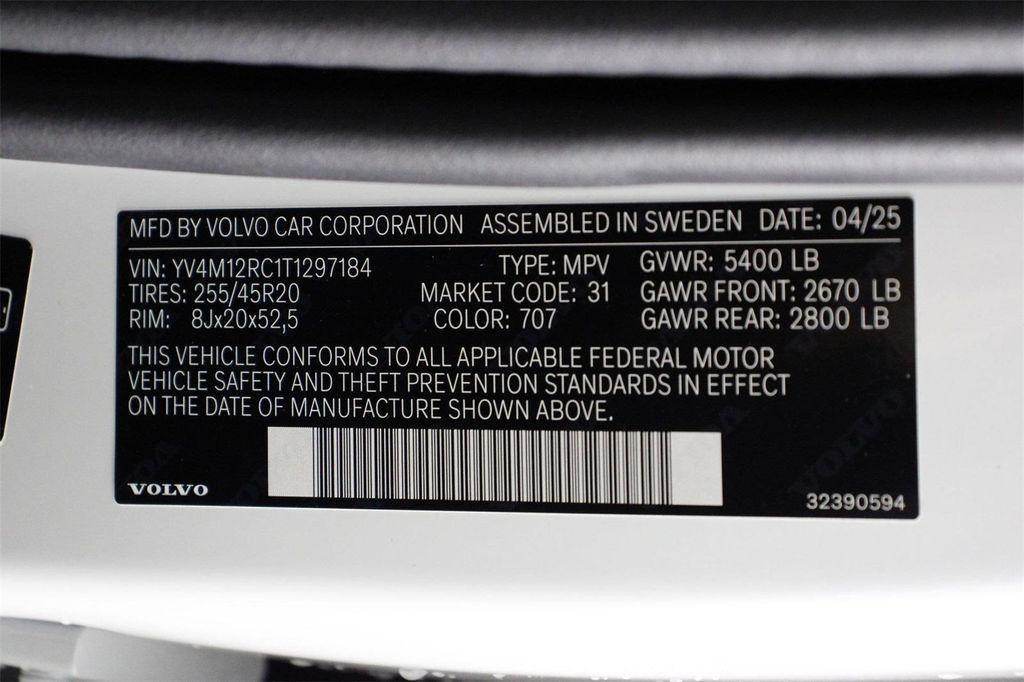 MFD BY VOLVO CAR CORPORATION ASSEMBLED IN SWEDEN DATE: 04/25
VIN: YV4M12RC1T1297184 TYPE: MPV GVWR: 5400 LB
TIRES: 255/45R20 MARKET CODE: 31 GAWR FRONT: 2670 LB
RIM: 8Jx20x52,5 COLOR: 707 GAWR REAR: 2800 LB
THIS VEHICLE CONFORMS TO ALL APPLICABLE FEDERAL MOTOR
VEHICLE SAFETY AND THEFT PREVENTION STANDARDS IN EFFECT
ON THE DATE OF MANUFACTURE SHOWN ABOVE.
VOLVO 32390594